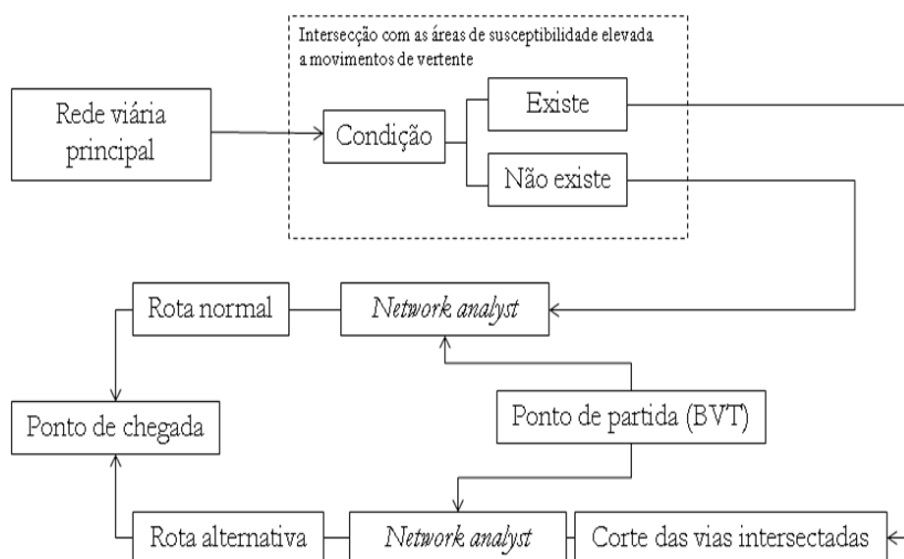 Intersecção com as áreas de susceptibilidade elevada
a movimentos de vertente
Rede viária
principal
Condição
Existe
Não existe
Rota normal
Network analyst
Ponto de chegada
Ponto de partida (BVT)
Rota alternativa
Network analyst
Corte das vias intersectadas